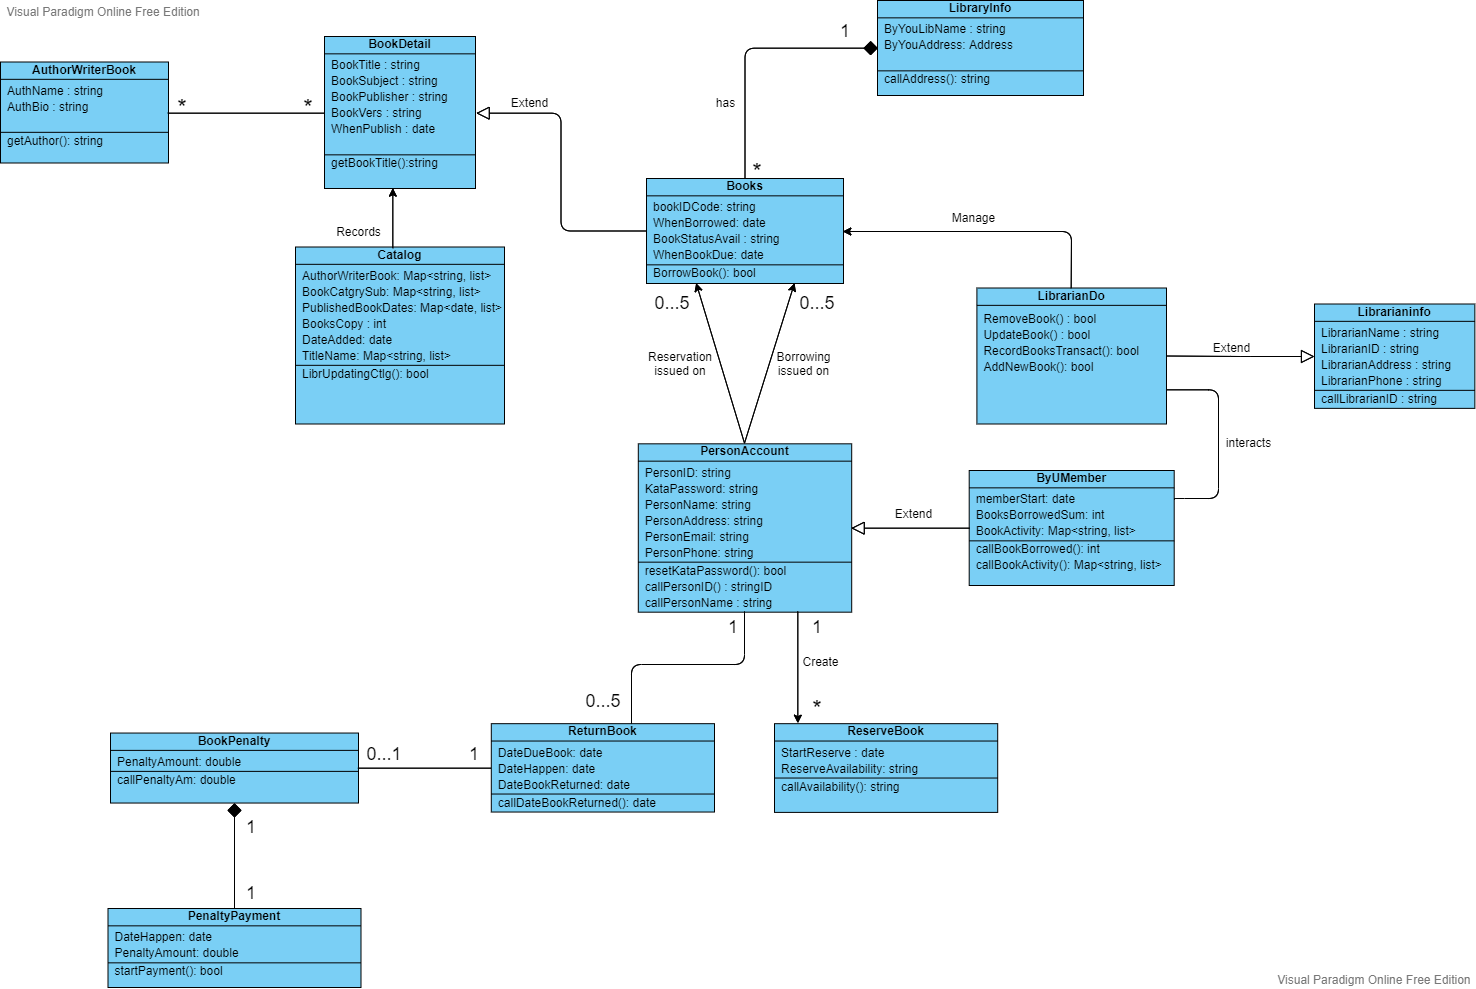 Visual Paradigm Online Free Edition
LibraryInfo
ByYouLibName : string
ByYouAddress: Address
callAddress(): string
1
has
*
BookDetail
BookTitle : string
BookSubject : string
BookPublisher : string
BookVers : string
WhenPublish : date
getBookTitle():string
AuthorWriterBook
AuthName : string
AuthBio : string
getAuthor(): string
*
*
Extend
Books
bookIDCode: string
WhenBorrowed: date
BookStatusAvail : string
WhenBookDue: date
BorrowBook(): bool
Manage
Records
Catalog
AuthorWriterBook: Map<string, list>
BookCatgrySub: Map<string, list>
PublishedBookDates: Map<date, list>
BooksCopy : int
DateAdded: date
TitleName: Map<string, list>
LibrUpdatingCtlg(): bool
0...5
0...5
Reservation
issued on
Borrowing
issued on
LibrarianDo
RemoveBook() : bool
UpdateBook() : bool
RecordBooksTransact(): bool
AddNewBook(): bool
Extend
Librarianinfo
LibrarianName : string
LibrarianID : string
LibrarianAddress : string
LibrarianPhone : string
callLibrarianID : string
interacts
PersonAccount
PersonID: string
KataPassword: string
PersonName: string
PersonAddress: string
PersonEmail: string
PersonPhone: string
resetKataPassword(): bool
callPersonID() : stringID
callPersonName : string
Extend
ByUMember
memberStart: date
BooksBorrowedSum: int
BookActivity: Map<string, list>
callBookBorrowed(): int
callBookActivity(): Map<string, list>
1
1
Create
0...5
*
BookPenalty
PenaltyAmount: double
callPenaltyAm: double
0...1
1
ReturnBook
DateDueBook: date
DateHappen: date
DateBookReturned: date
callDateBookReturned(): date
ReserveBook
StartReserve : date
ReserveAvailability: string
callAvailability(): string
1
1
PenaltyPayment
DateHappen: date
PenaltyAmount: double
startPayment(): bool
Visual Paradigm Online Free Edition